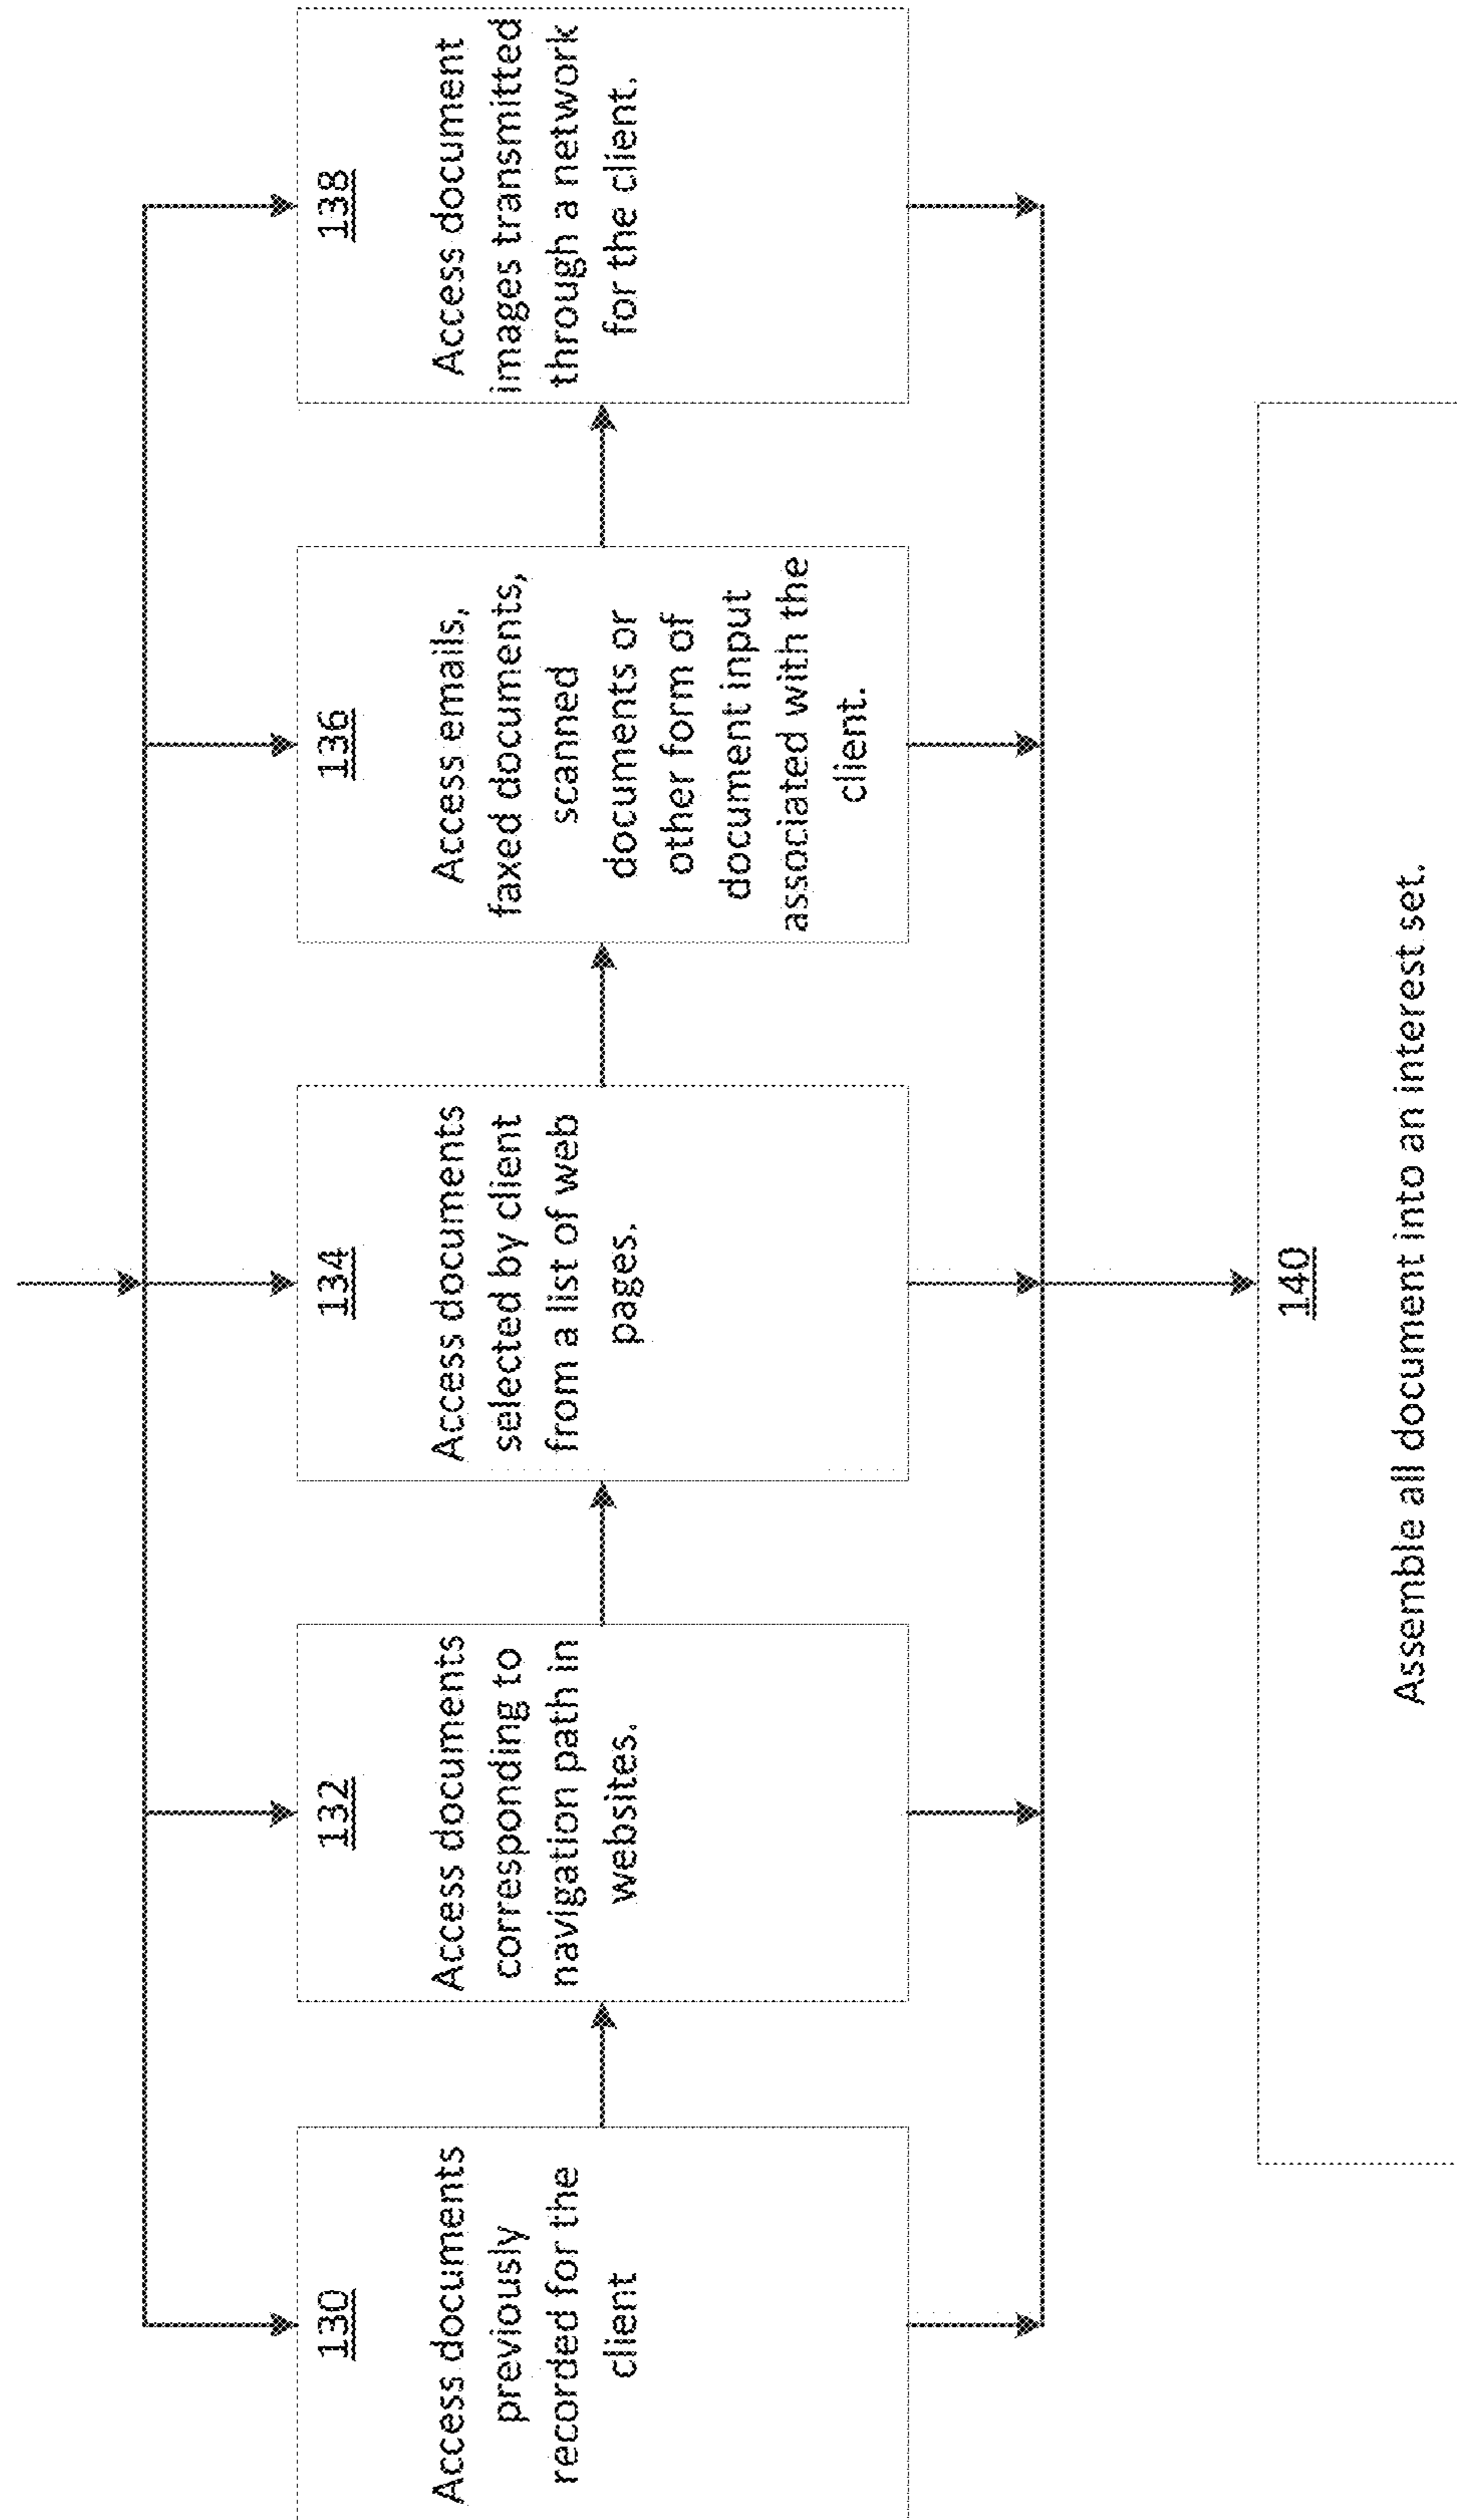 130
Access documents
previously
recorded for the
client
132
Access documents
corresponding to
navigation path in
websites.
134
Access documents
selected by client
from a list of web
pages.
136
Access emails,
faxed documents,
scanned
documents or
other form of
document input
associated with the
client.
138
Access document
images transmitted
through a network
for the client.
140
Assemble all document into an interest set.